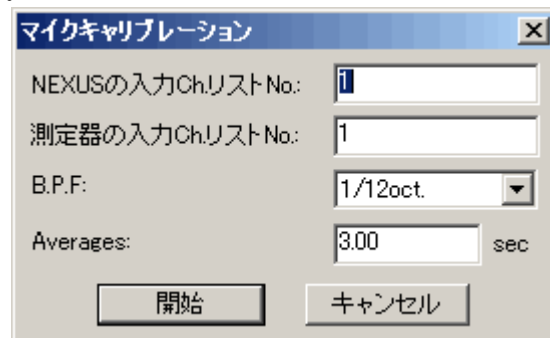 マイクキャリブレーション
NEXUSの入力Ch.リストNo.: 1
測定器の入力Ch.リストNo.: 1
B.P.F: 1/12oct.
Averages: 3.00 sec
開始 キャンセル